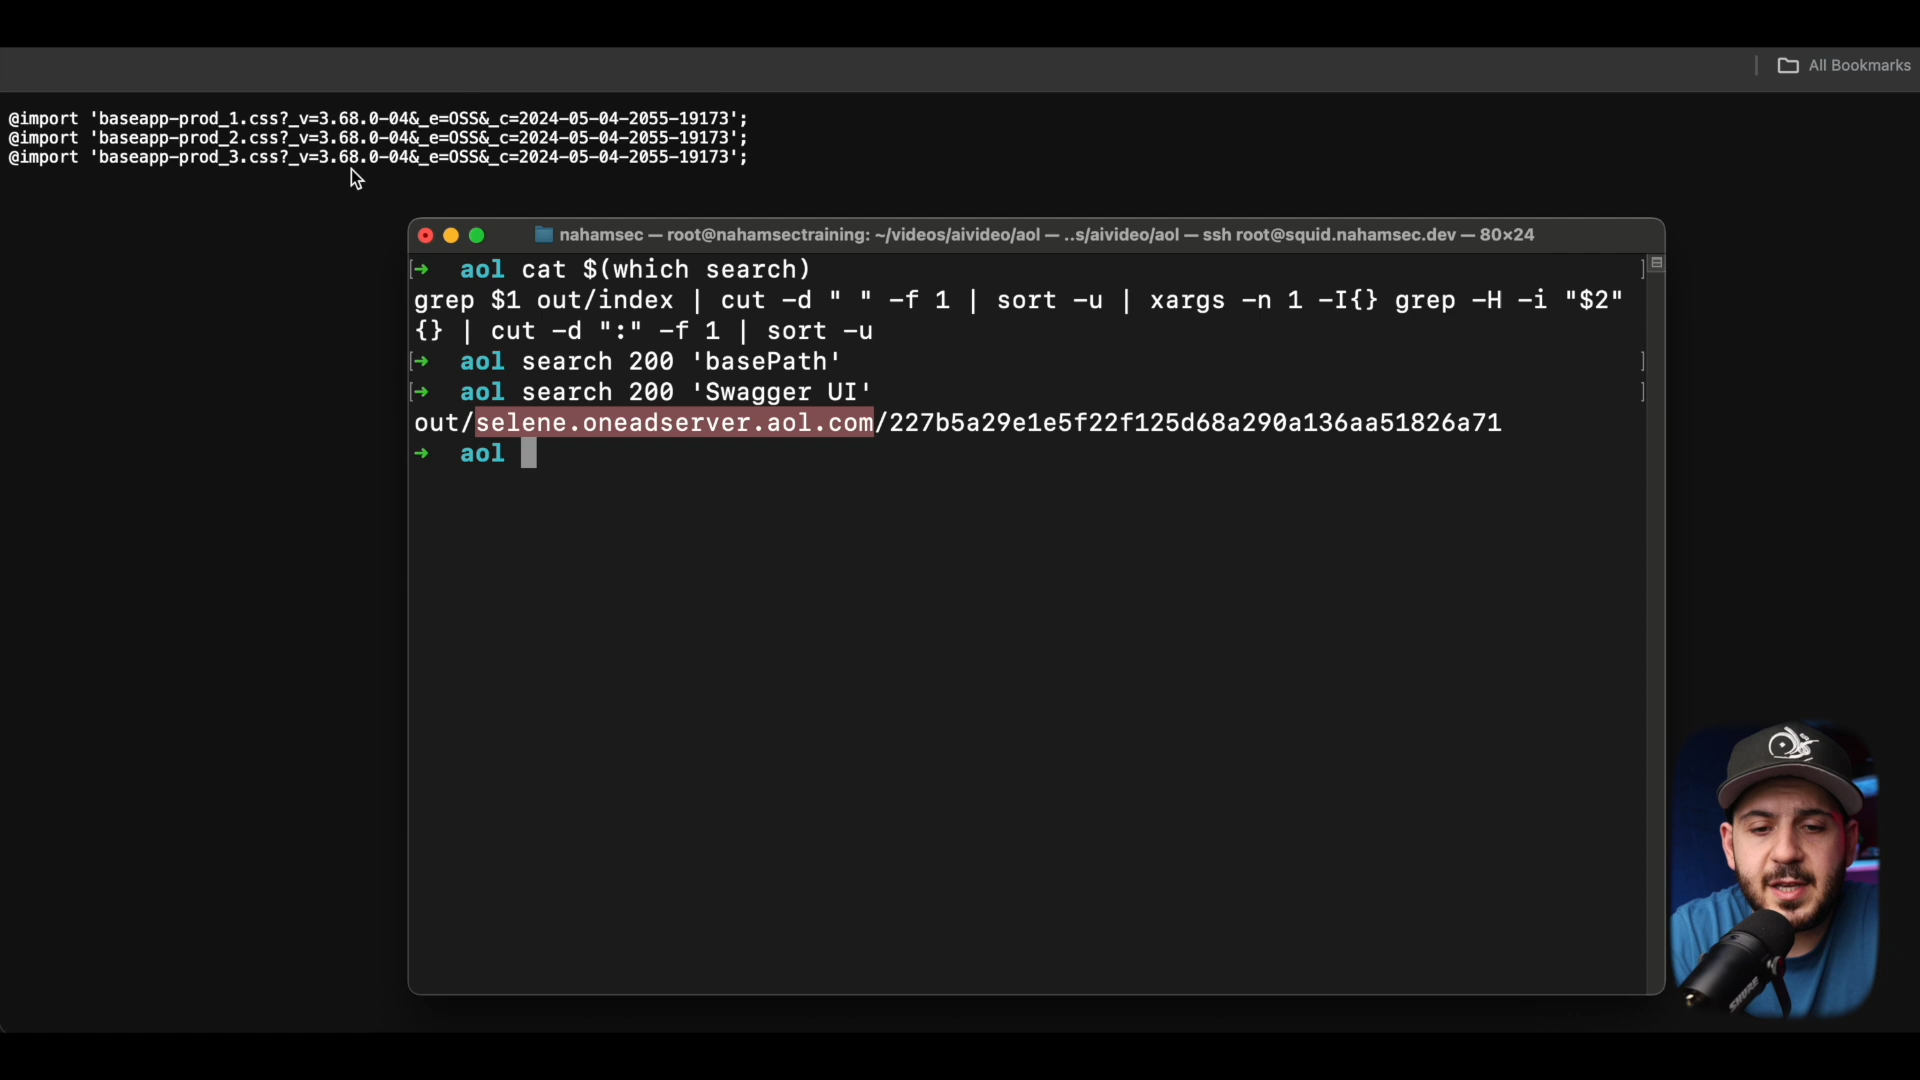 All Bookmarks
@import 'baseapp-prod_1.css?_v=3.68.0-04&_e=OSS&_c=2024-05-04-2055-19173';
@import 'baseapp-prod_2.css?_v=3.68.0-04&_e=OSS&_c=2024-05-04-2055-19173';
@import 'baseapp-prod_3.css?_v=3.68.0-04&_e=OSS&_c=2024-05-04-2055-19173';
nahamsec — root@nahamsectraining: ~/videos/aivideo/aol — ..s/aivideo/aol — ssh root@squid.nahamsec.dev — 80×24
[➜ aol cat $(which search) ]
grep $1 out/index | cut -d " " -f 1 | sort -u | xargs -n 1 -I{} grep -H -i "$2"
{} | cut -d ":" -f 1 | sort -u
[➜ aol search 200 'basePath' ]
[➜ aol search 200 'Swagger UI' ]
out/selene.oneadserver.aol.com/227b5a29e1e5f22f125d68a290a136aa51826a71
➜ aol
SHURE